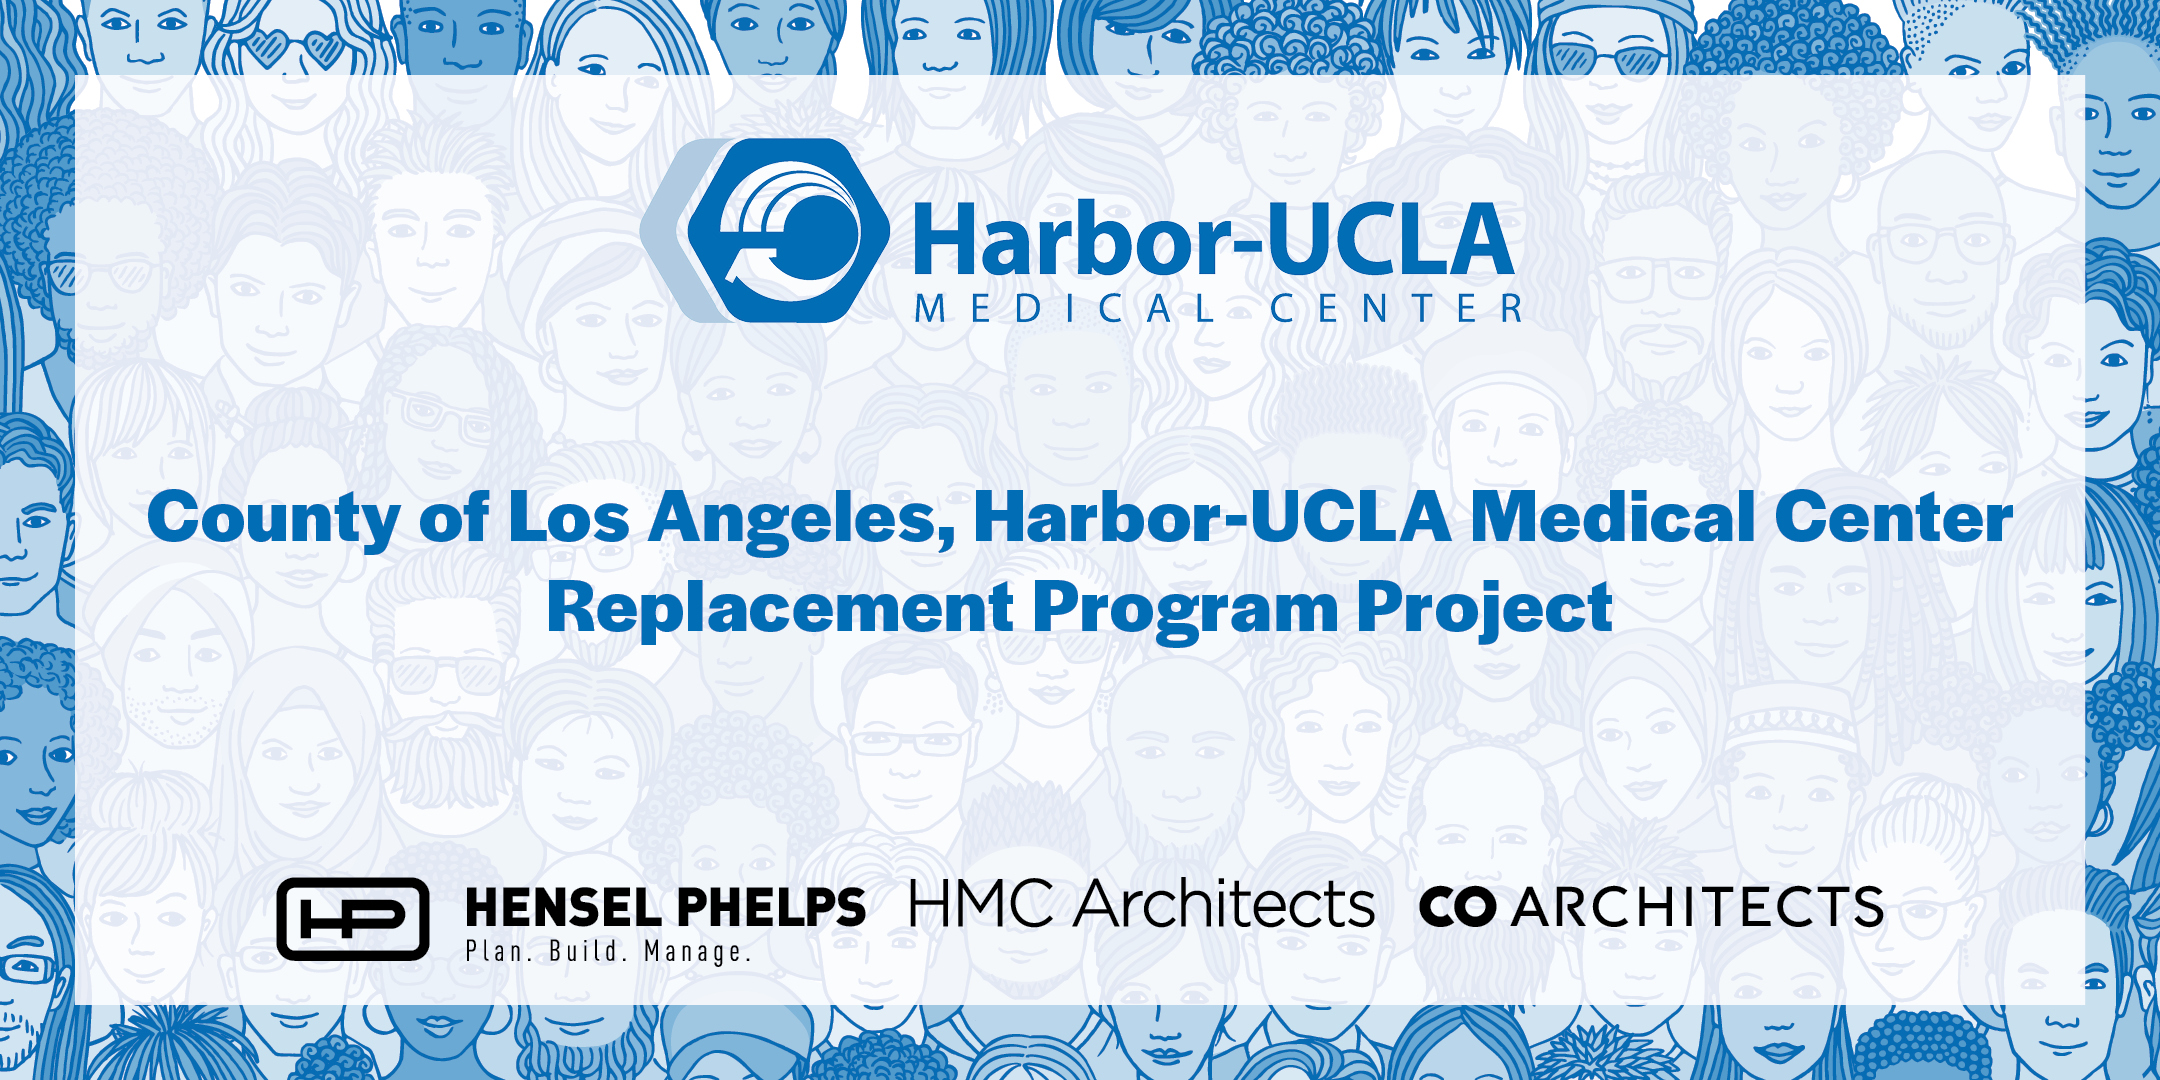 Harbor-UCLA
MEDICAL CENTER
County of Los Angeles, Harbor-UCLA Medical Center
Replacement Program Project
HP HENSEL PHELPS
Plan. Build. Manage.
HMC Architects
CO ARCHITECTS